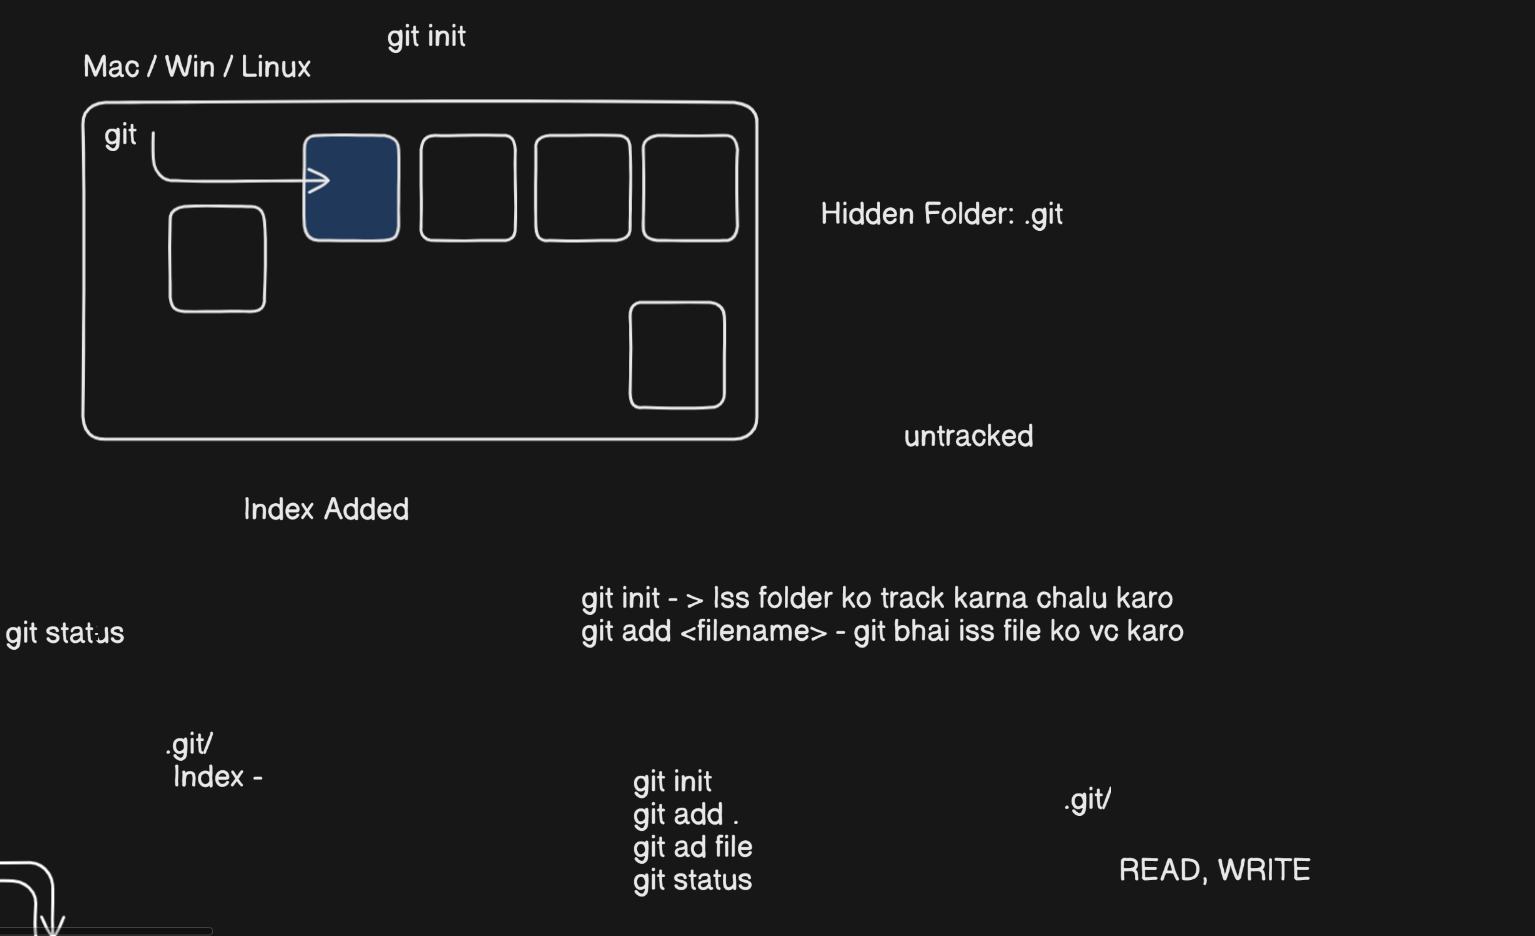 git init
Mac / Win / Linux
git
Hidden Folder: .git
untracked
Index Added
git init - > Iss folder ko track karna chalu karo
git add <filename> - git bhai iss file ko vc karo
git status
.git/
Index -
git init
git add .
git ad file
git status
.git/
READ, WRITE